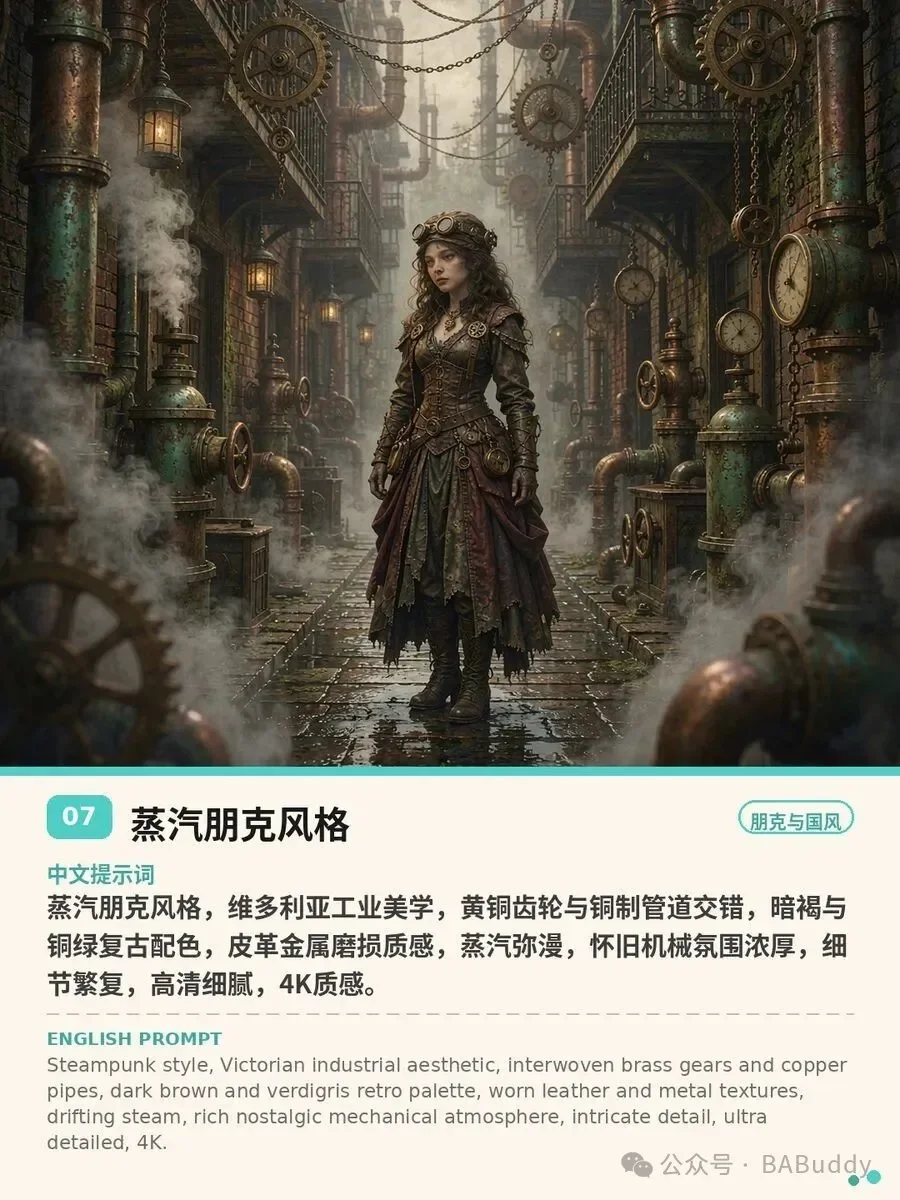 07 蒸汽朋克风格
朋克与国风
中文提示词
蒸汽朋克风格，维多利亚工业美学，黄铜齿轮与铜制管道交错，暗褐与
铜绿复古配色，皮革金属磨损质感，蒸汽弥漫，怀旧机械氛围浓厚，细
节繁复，高清细腻，4K质感。
ENGLISH PROMPT
Steampunk style, Victorian industrial aesthetic, interwoven brass gears and copper
pipes, dark brown and verdigris retro palette, worn leather and metal textures,
drifting steam, rich nostalgic mechanical atmosphere, intricate detail, ultra
detailed, 4K.
公众号 · BABuddy